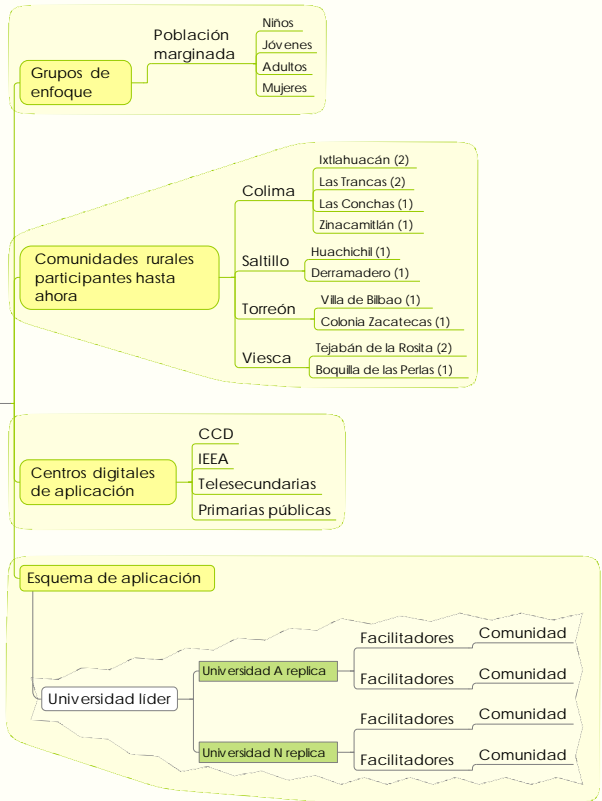 Grupos de
enfoque
Población
marginada
Niños
Jóvenes
Adultos
Mujeres
Comunidades rurales
participantes hasta
ahora
Colima
Ixtlahuacán (2)
Las Trancas (2)
Las Conchas (1)
Zinacamitlán (1)
Saltillo
Huachichil (1)
Derramadero (1)
Torreón
Villa de Bilbao (1)
Colonia Zacatecas (1)
Viesca
Tejabán de la Rosita (2)
Boquilla de las Perlas (1)
Centros digitales
de aplicación
CCD
IEEA
Telesecundarias
Primarias públicas
Esquema de aplicación
Universidad líder
Universidad A replica
Facilitadores
Comunidad
Facilitadores
Comunidad
Universidad N replica
Facilitadores
Comunidad
Facilitadores
Comunidad